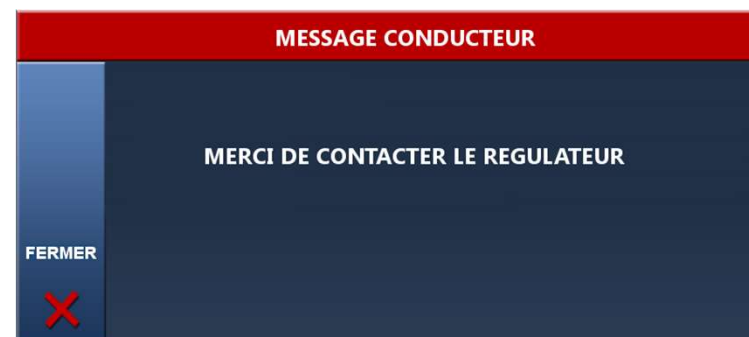 MESSAGE CONDUCTEUR
MERCI DE CONTACTER LE REGULATEUR
FERMER